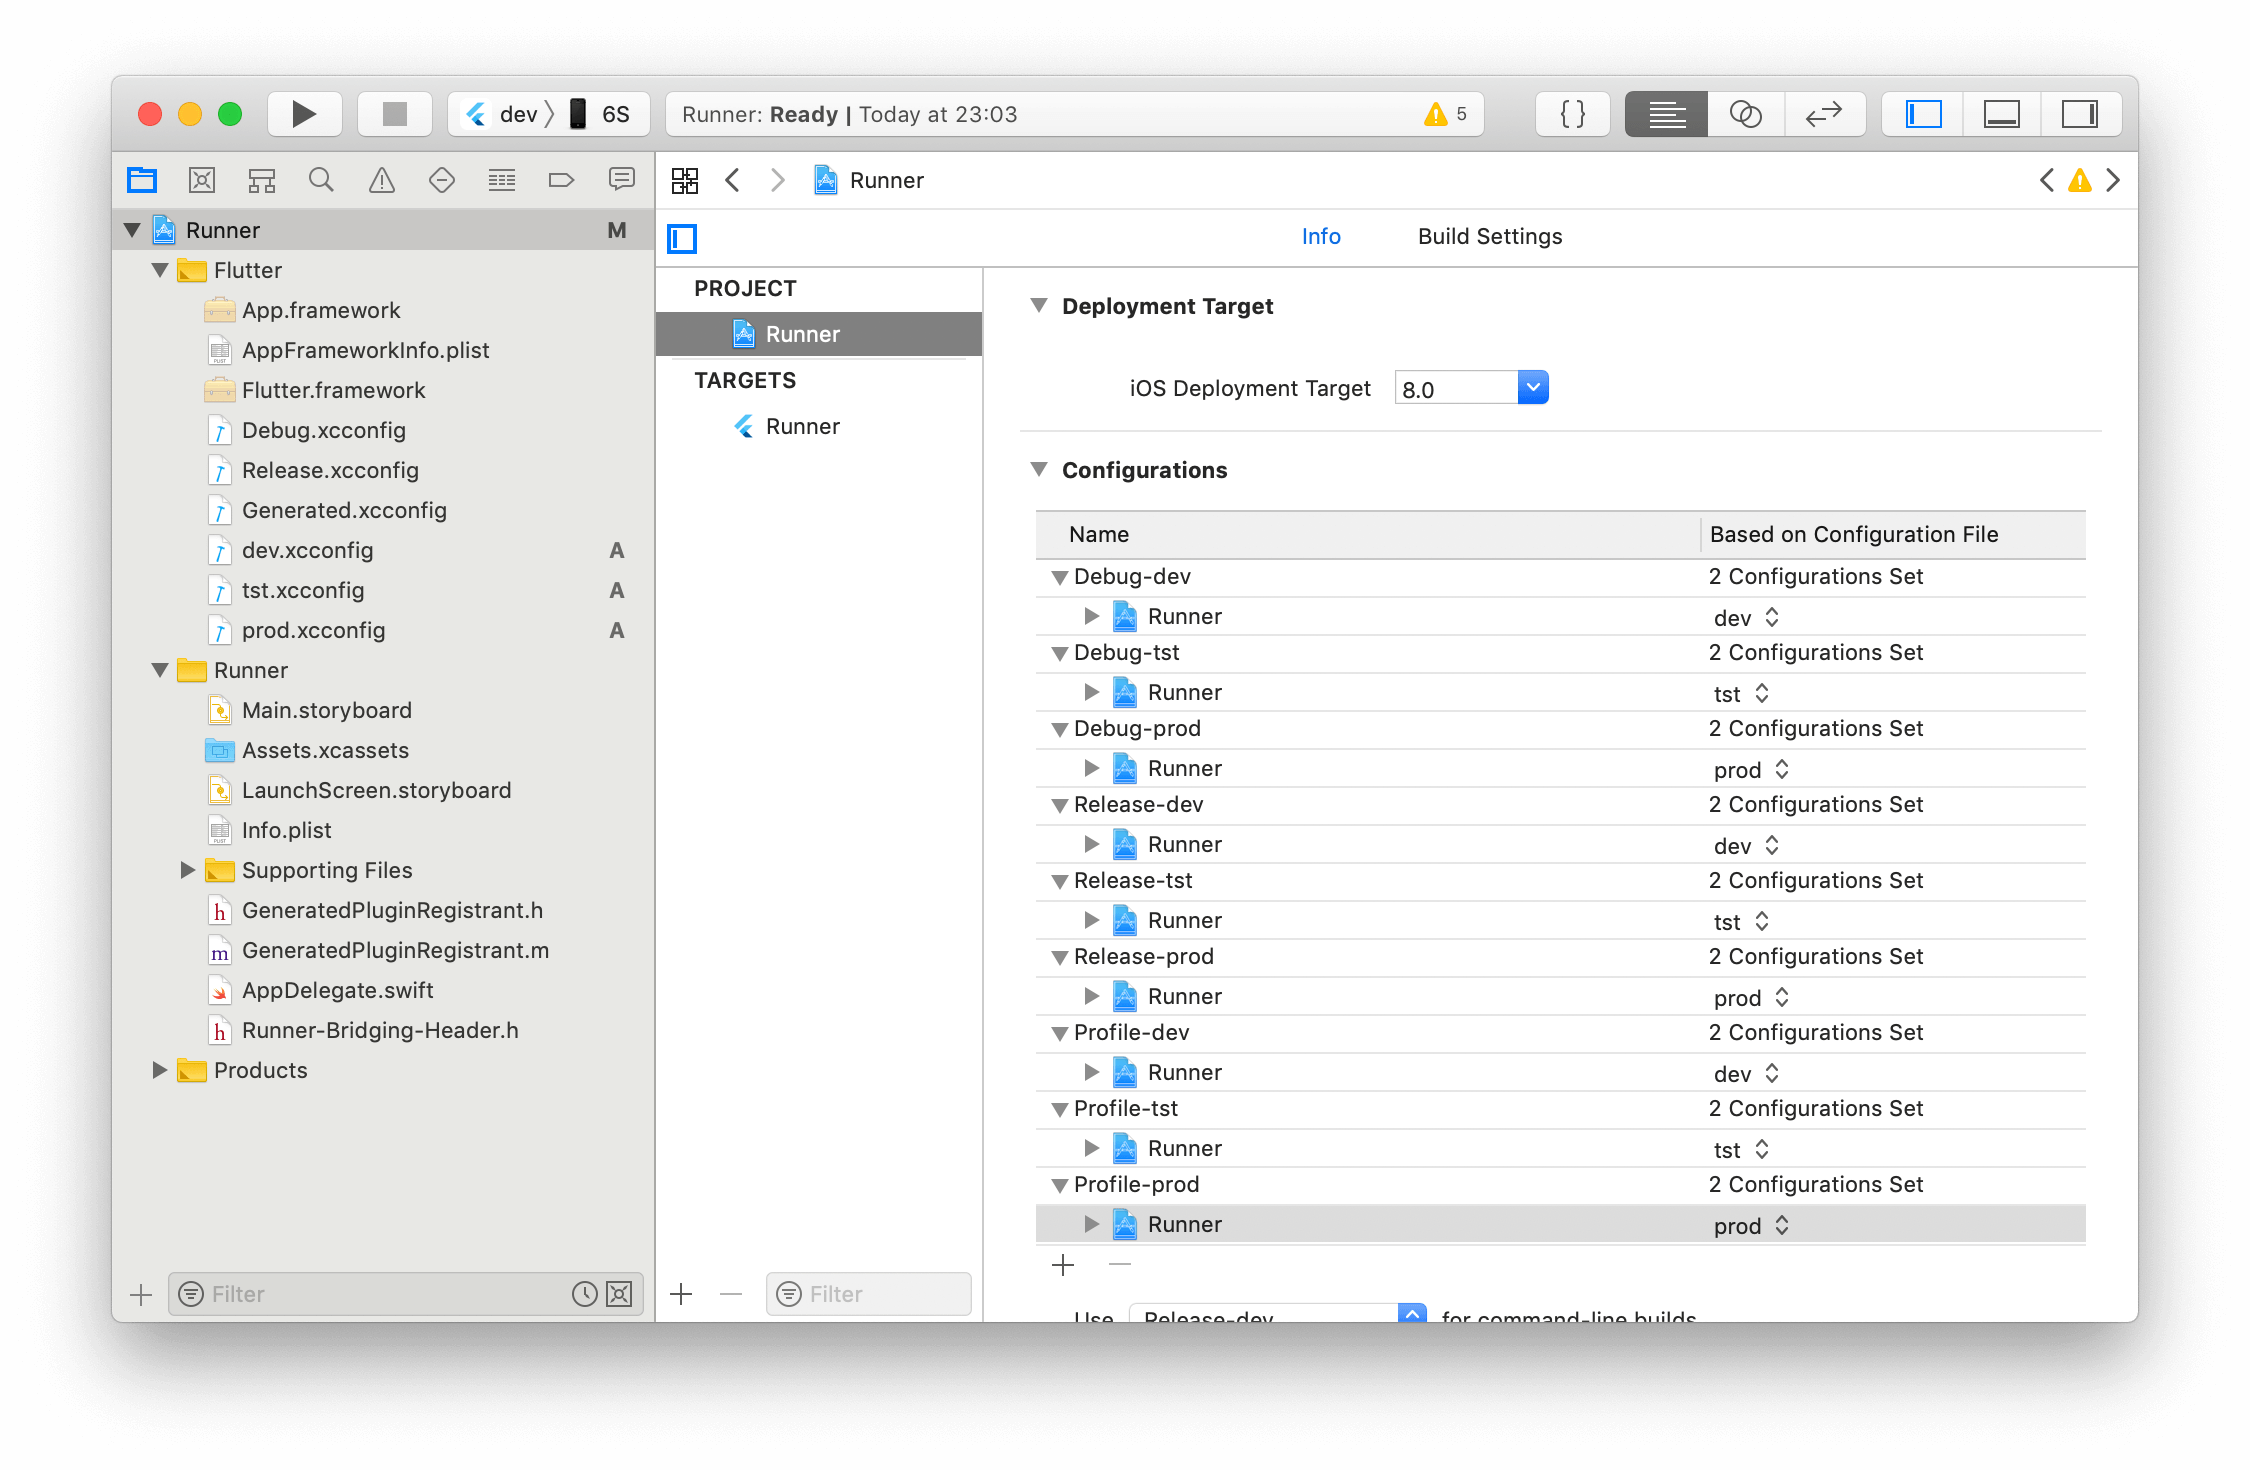 dev 6S
Runner: Ready | Today at 23:03
5
{ }
Runner
Runner M
Flutter
App.framework
AppFrameworkInfo.plist
Flutter.framework
Debug.xcconfig
Release.xcconfig
Generated.xcconfig
dev.xcconfig A
tst.xcconfig A
prod.xcconfig A
Runner
Main.storyboard
Assets.xcassets
LaunchScreen.storyboard
Info.plist
Supporting Files
GeneratedPluginRegistrant.h
GeneratedPluginRegistrant.m
AppDelegate.swift
Runner-Bridging-Header.h
Products
Filter
Info Build Settings
PROJECT
Runner
TARGETS
Runner
Filter
Deployment Target
iOS Deployment Target 8.0
Configurations
Name Based on Configuration File
Debug-dev 2 Configurations Set
Runner dev
Debug-tst 2 Configurations Set
Runner tst
Debug-prod 2 Configurations Set
Runner prod
Release-dev 2 Configurations Set
Runner dev
Release-tst 2 Configurations Set
Runner tst
Release-prod 2 Configurations Set
Runner prod
Profile-dev 2 Configurations Set
Runner dev
Profile-tst 2 Configurations Set
Runner tst
Profile-prod 2 Configurations Set
Runner prod
Use Release-dev for command-line builds